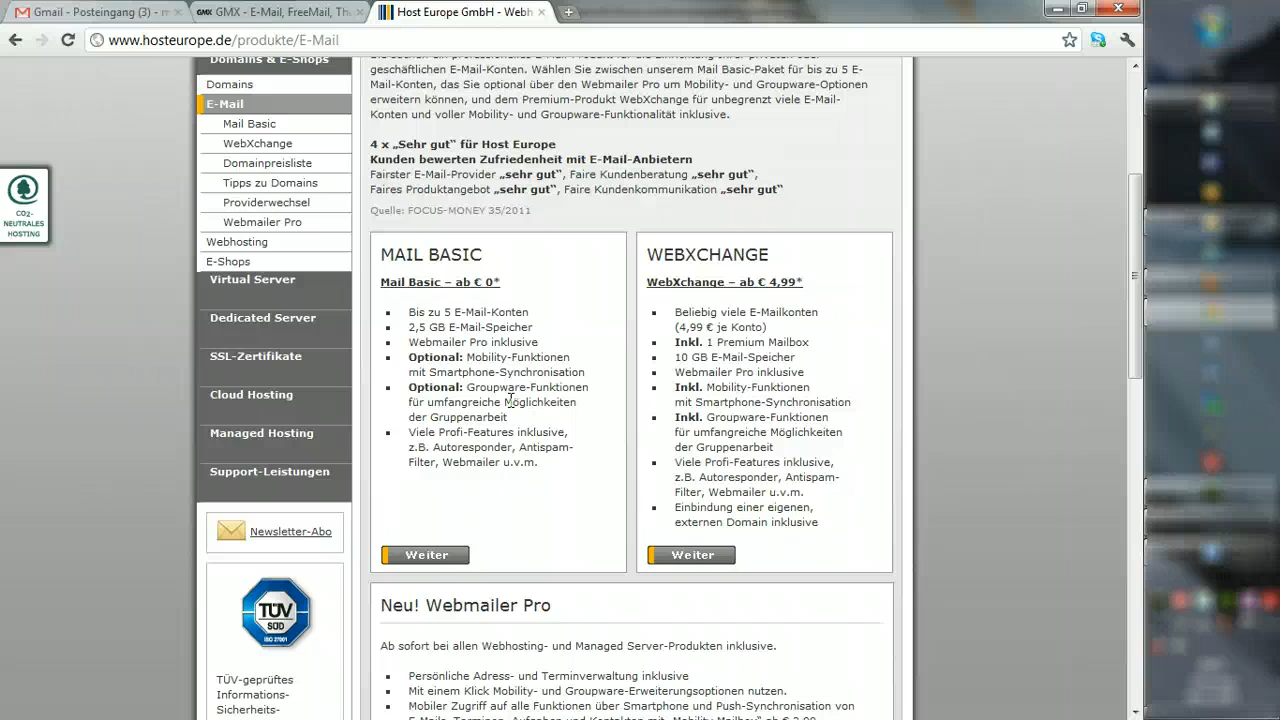 Gmail - Posteingang (3) - m
GMX - E-Mail, FreeMail, Th
Host Europe GmbH - Webh
www.hosteurope.de/produkte/E-Mail
Domains & E-Shops
Domains
E-Mail
Mail Basic
WebXchange
Domainpreisliste
Tipps zu Domains
Providerwechsel
Webmailer Pro
Webhosting
E-Shops
Virtual Server
Dedicated Server
SSL-Zertifikate
Cloud Hosting
Managed Hosting
Support-Leistungen
Newsletter-Abo
TÜV
SÜD
ISO 27001
TÜV-geprüftes
Informations-
Sicherheits-
CO2-
NEUTRALES
HOSTING
geschäftlichen E-Mail-Konten. Wählen Sie zwischen unserem Mail Basic-Paket für bis zu 5 E-
Mail-Konten, das Sie optional über den Webmailer Pro um Mobility- und Groupware-Optionen
erweitern können, und dem Premium-Produkt WebXchange für unbegrenzt viele E-Mail-
Konten und voller Mobility- und Groupware-Funktionalität inklusive.
4 x „Sehr gut“ für Host Europe
Kunden bewerten Zufriedenheit mit E-Mail-Anbietern
Fairster E-Mail-Provider „sehr gut“, Faire Kundenberatung „sehr gut“,
Faires Produktangebot „sehr gut“, Faire Kundenkommunikation „sehr gut“
Quelle: FOCUS-MONEY 35/2011
MAIL BASIC
Mail Basic – ab € 0*
Bis zu 5 E-Mail-Konten
2,5 GB E-Mail-Speicher
Webmailer Pro inklusive
Optional: Mobility-Funktionen
mit Smartphone-Synchronisation
Optional: Groupware-Funktionen
für umfangreiche Möglichkeiten
der Gruppenarbeit
Viele Profi-Features inklusive,
z.B. Autoresponder, Antispam-
Filter, Webmailer u.v.m.
Weiter
WEBXCHANGE
WebXchange – ab € 4,99*
Beliebig viele E-Mailkonten
(4,99 € je Konto)
Inkl. 1 Premium Mailbox
10 GB E-Mail-Speicher
Webmailer Pro inklusive
Inkl. Mobility-Funktionen
mit Smartphone-Synchronisation
Inkl. Groupware-Funktionen
für umfangreiche Möglichkeiten
der Gruppenarbeit
Viele Profi-Features inklusive,
z.B. Autoresponder, Antispam-
Filter, Webmailer u.v.m.
Einbindung einer eigenen,
externen Domain inklusive
Weiter
Neu! Webmailer Pro
Ab sofort bei allen Webhosting- und Managed Server-Produkten inklusive.
Persönliche Adress- und Terminverwaltung inklusive
Mit einem Klick Mobility- und Groupware-Erweiterungsoptionen nutzen.
Mobiler Zugriff auf alle Funktionen über Smartphone und Push-Synchronisation von